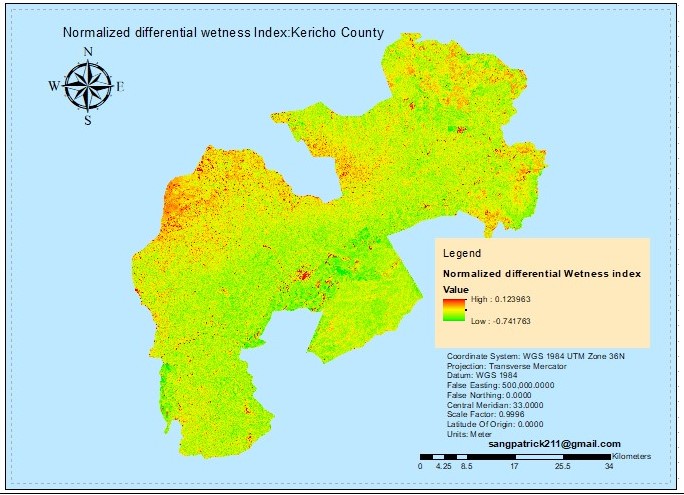 Normalized differential wetness Index:Kericho County
N
W E
S
Legend
Normalized differential Wetness index
Value
High : 0.123963
Low : -0.741763
Coordinate System: WGS 1984 UTM Zone 36N
Projection: Transverse Mercator
Datum: WGS 1984
False Easting: 500,000.0000
False Northing: 0.0000
Central Meridian: 33.0000
Scale Factor: 0.9996
Latitude Of Origin: 0.0000
Units: Meter
sangpatrick211@gmail.com
Kilometers
0 4.25 8.5 17 25.5 34